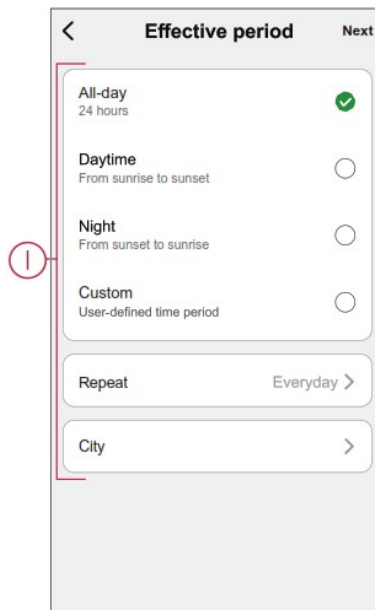 Effective period Next
All-day
24 hours
Daytime
From sunrise to sunset
Night
From sunset to sunrise
I
Custom
User-defined time period
Repeat Everyday
City